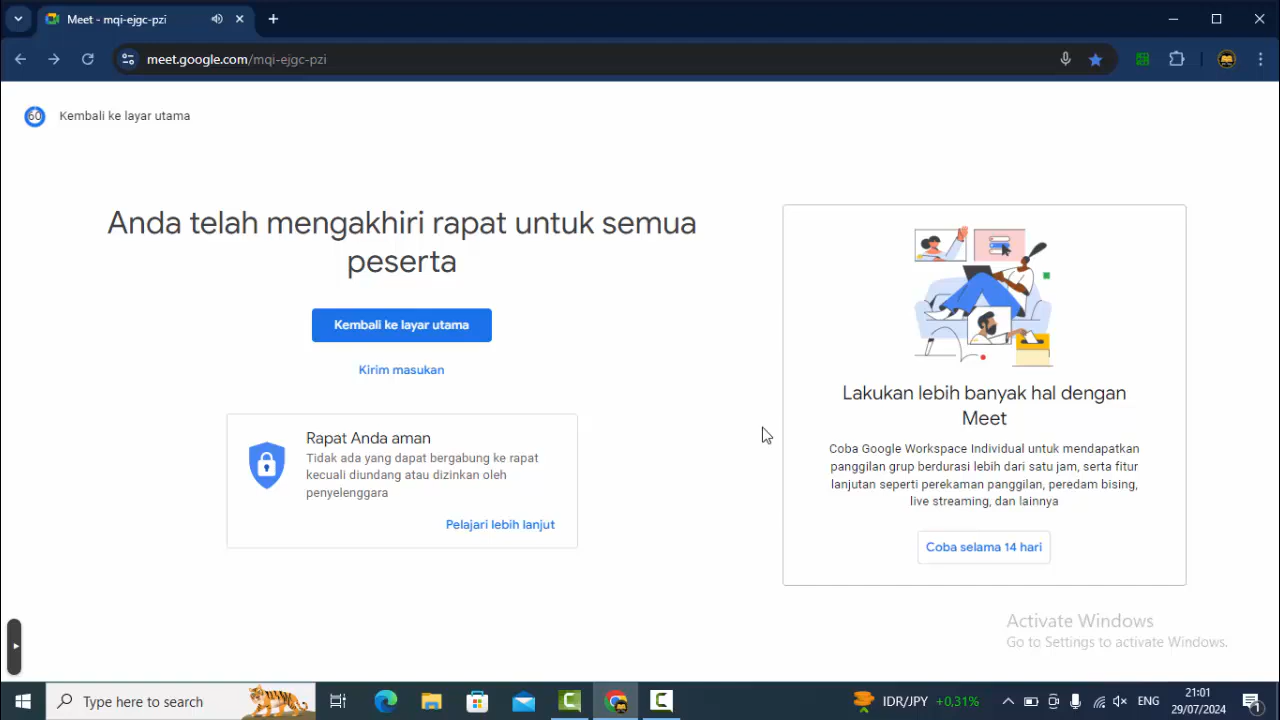 Meet - mqi-ejgc-pzi
meet.google.com/mqi-ejgc-pzi
60 Kembali ke layar utama
Anda telah mengakhiri rapat untuk semua
peserta
Kembali ke layar utama
Kirim masukan
Rapat Anda aman
Tidak ada yang dapat bergabung ke rapat
kecuali diundang atau diizinkan oleh
penyelenggara
Pelajari lebih lanjut
Lakukan lebih banyak hal dengan
Meet
Coba Google Workspace Individual untuk mendapatkan
panggilan grup berdurasi lebih dari satu jam, serta fitur
lanjutan seperti perekaman panggilan, peredam bising,
live streaming, dan lainnya
Coba selama 14 hari
Activate Windows
Go to Settings to activate Windows.
Type here to search
IDR/JPY +0,31%
ENG
21:01
29/07/2024
1